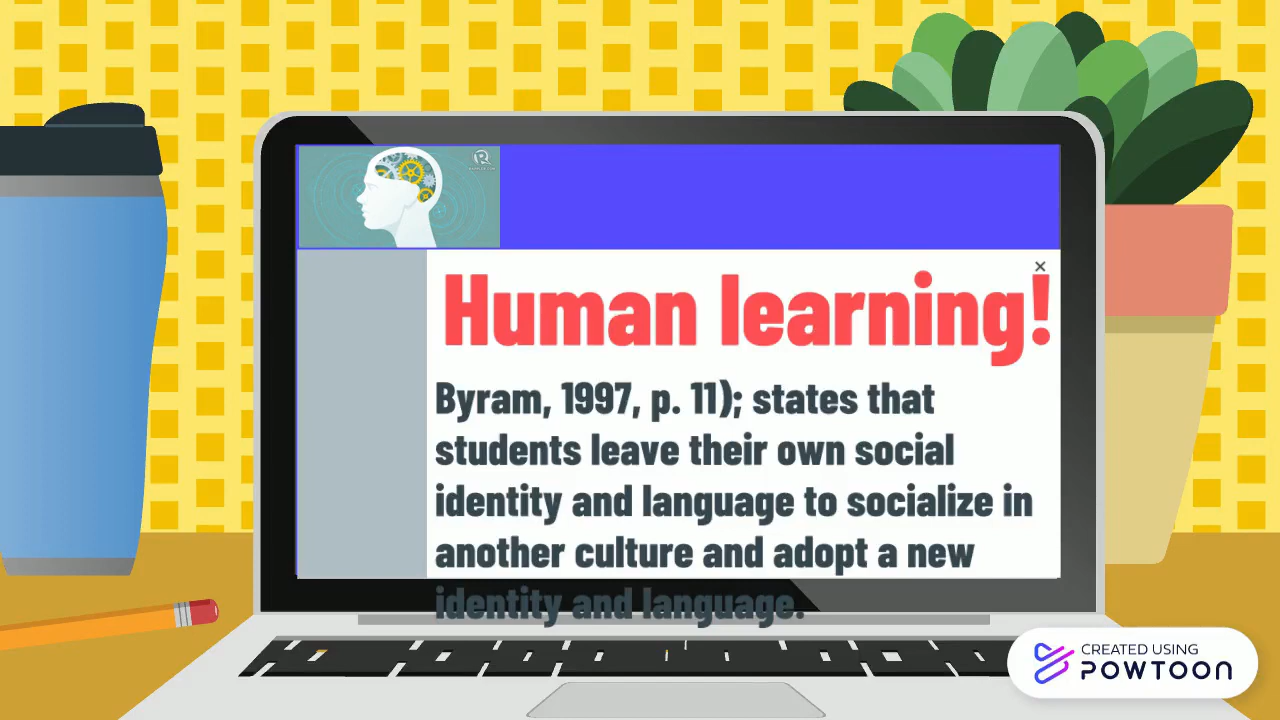 Human learning!
Byram, 1997, p. 11); states that
students leave their own social
identity and language to socialize in
another culture and adopt a new
identity and language.
CREATED USING
POWTOON